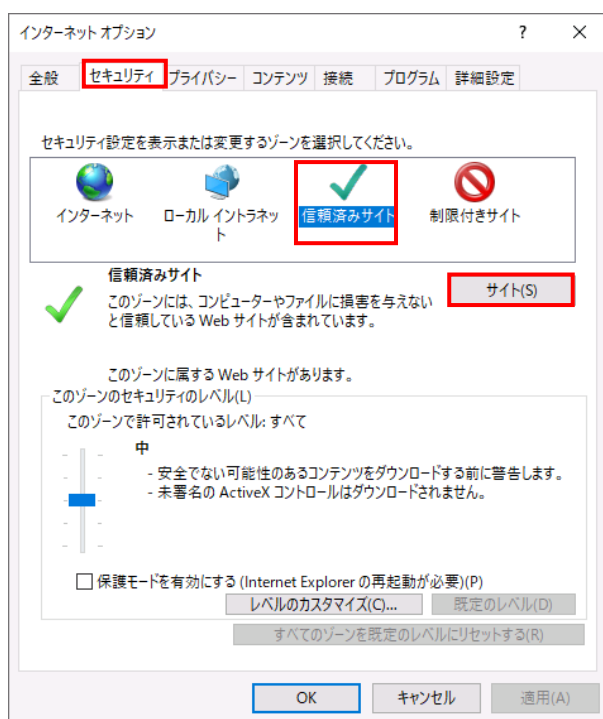 インターネット オプション ? ×
全般 セキュリティ プライバシー コンテンツ 接続 プログラム 詳細設定
セキュリティ設定を表示または変更するゾーンを選択してください。
インターネット ローカル イントラネッ 信頼済みサイト 制限付きサイト
ト
信頼済みサイト
サイト(S)
このゾーンには、コンピューターやファイルに損害を与えない
と信頼している Web サイトが含まれています。
このゾーンに属する Web サイトがあります。
このゾーンのセキュリティのレベル(L)
このゾーンで許可されているレベル: すべて
中
- 安全でない可能性のあるコンテンツをダウンロードする前に警告します。
- 未署名の ActiveX コントロールはダウンロードされません。
保護モードを有効にする (Internet Explorer の再起動が必要)(P)
レベルのカスタマイズ(C)... 既定のレベル(D)
すべてのゾーンを既定のレベルにリセットする(R)
OK キャンセル 適用(A)